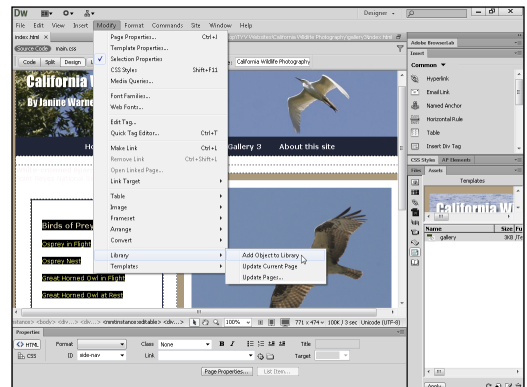 DW
Designer
File Edit View Insert Modify Format Commands Site Window Help
index.html
Source Code main.css
Code Split Design
California Wildlife Photography
Page Properties... Ctrl+J
Template Properties...
Selection Properties
CSS Styles Shift+F11
Media Queries...
Font Families...
Web Fonts...
Edit Tag...
Quick Tag Editor... Ctrl+T
Make Link Ctrl+L
Remove Link Ctrl+Shift+L
Open Linked Page...
Link Target
Table
Image
Frameset
Arrange
Convert
Library
Templates
Add Object to Library
Update Current Page
Update Pages...
California
By Janine Warne
Gallery 3 About this site
Birds of Prey
Osprey in Flight
Osprey Nest
Great Horned Owl in Flight
Great Horned Owl at Rest
<body> <div...> <div...> <mmtinstance:editable> <div...>
100% 771 x 474 100K / 3 sec Unicode (UTF-8)
Properties
HTML Format Class None B I Title
CSS ID side-nav Link Target
Page Properties... List Item...
Adobe BrowserLab
Insert
Common
Hyperlink
Email Link
Named Anchor
Horizontal Rule
Table
Insert Div Tag
CSS Styles AP Elements
Files Assets
Templates
Name Size
gallery 3KB
Apply